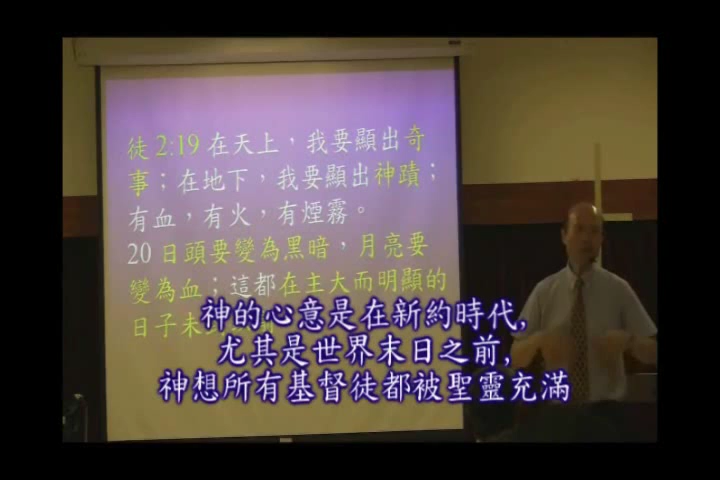 徒 2:19 在天上，我要顯出奇
事；在地下，我要顯出神蹟；
有血，有火，有煙霧。
20 日頭要變為黑暗，月亮要
變為血；這都在主大而明顯的
日子未
神的心意是在新約時代,
尤其是世界末日之前,
神想所有基督徒都被聖靈充滿